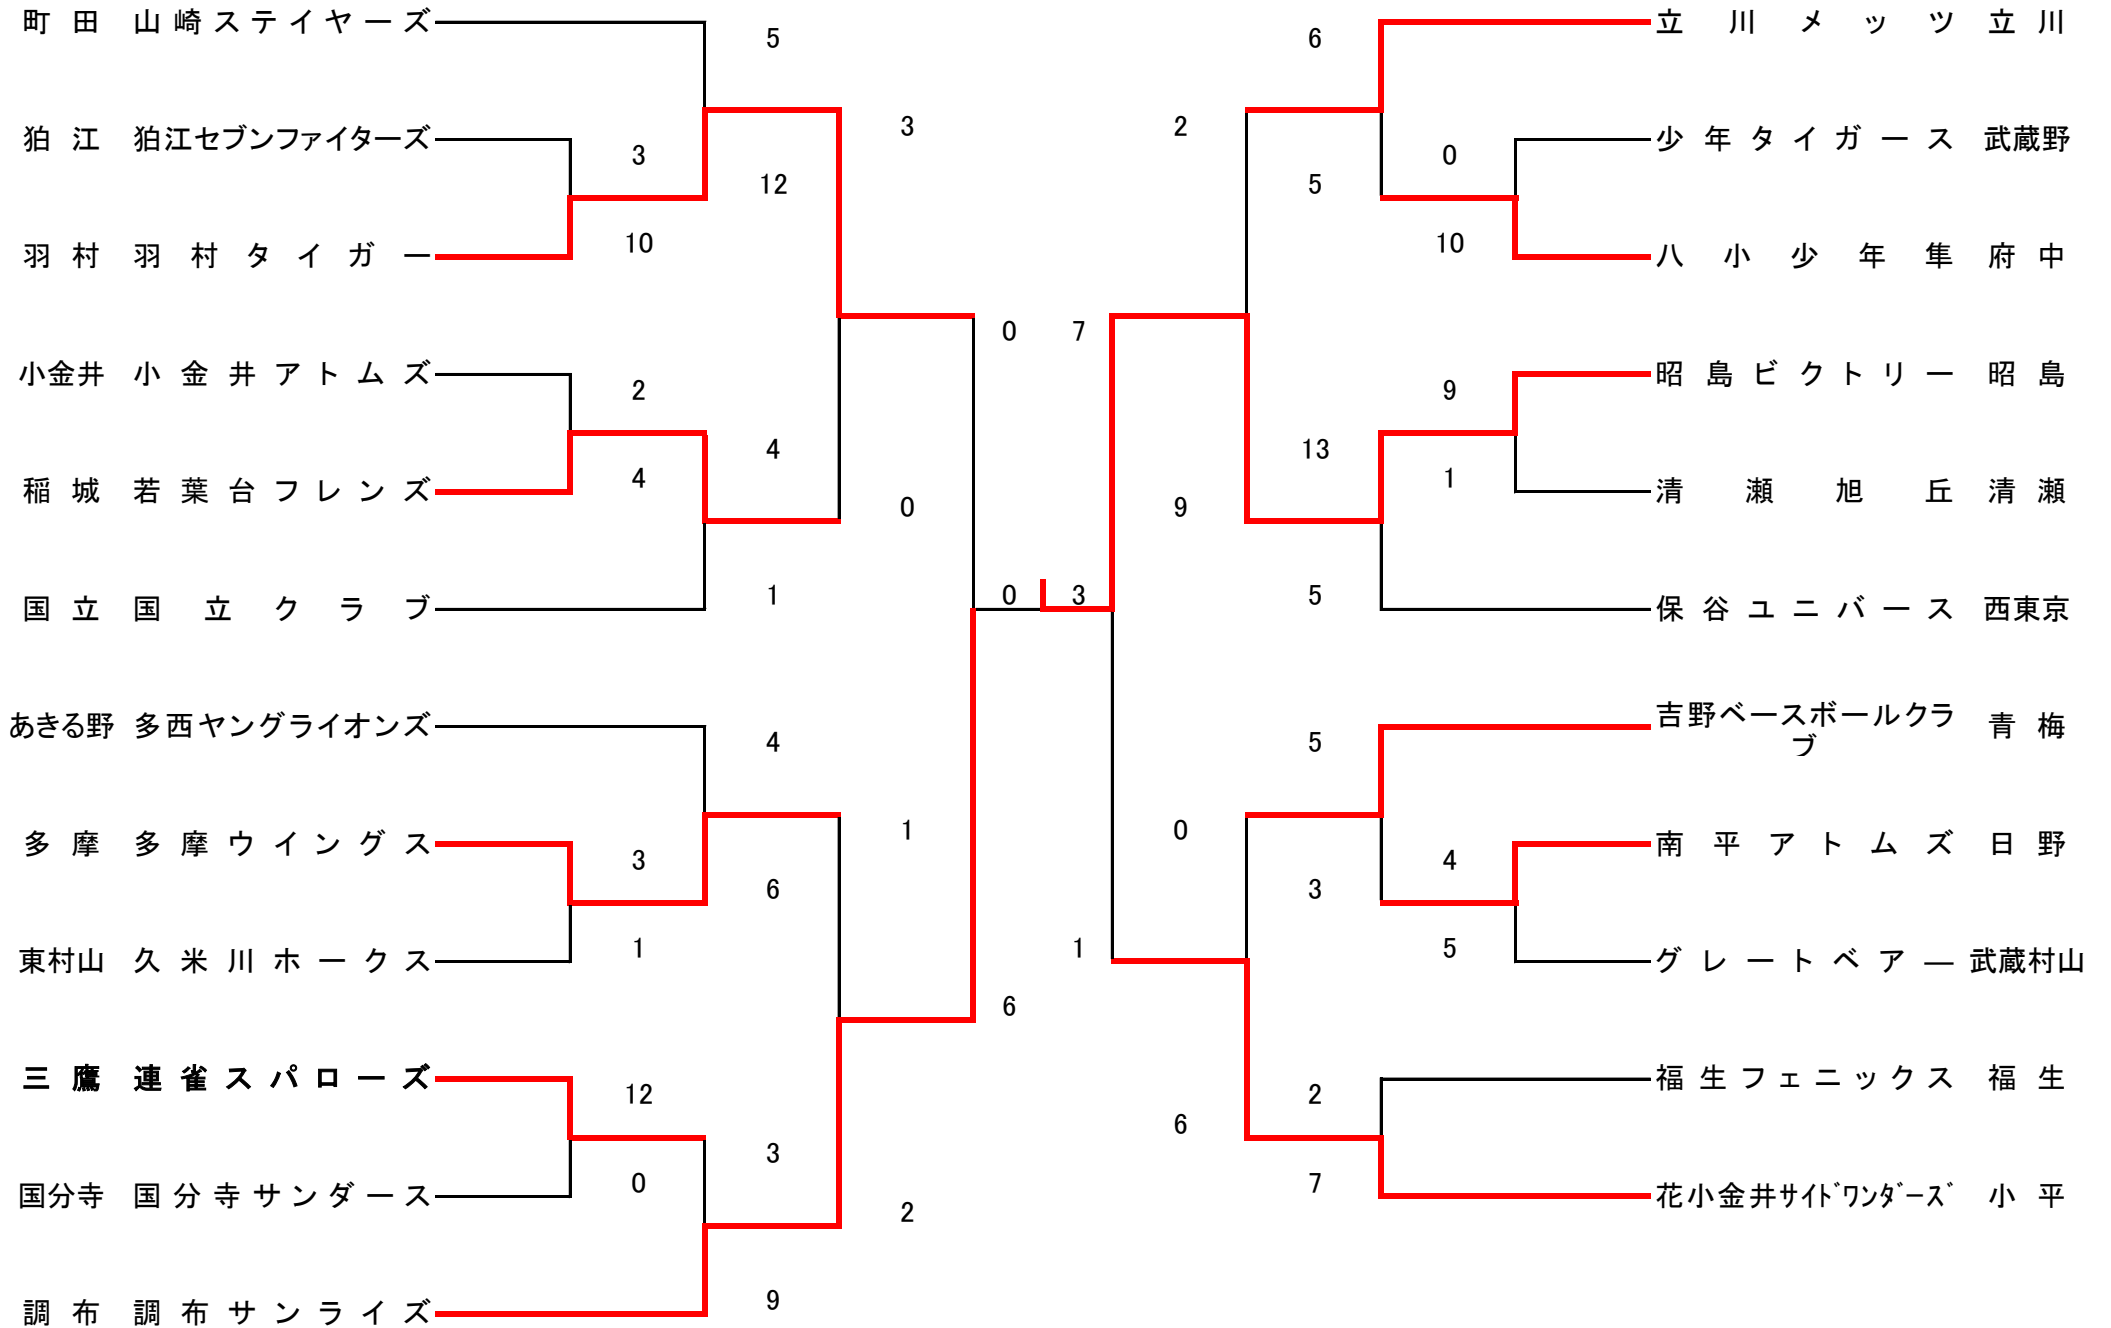 町田 山崎ステイヤーズ
5
狛江 狛江セブンファイターズ
3
3
12
羽村 羽村タイガー
10
小金井 小金井アトムズ
2
0
4
稲城 若葉台フレンズ
4
0
国立 国立クラブ
1
0
あきる野 多西ヤングライオンズ
4
多摩 多摩ウイングス
3
1
6
東村山 久米川ホークス
1
6
三鷹 連雀スパローズ
12
3
国分寺 国分寺サンダース
0
2
調布 調布サンライズ
9
6
立川メッツ 立川
2
0
少年タイガース 武蔵野
5
10
八小少年隼 府中
7
9
昭島ビクトリー 昭島
13
1
清瀬旭丘 清瀬
9
3
5
保谷ユニバース 西東京
5
吉野ベースボールクラ
ブ
青梅
0
4
南平アトムズ 日野
3
1
5
グレートベアー 武蔵村山
2
福生フェニックス 福生
6
7
花小金井サイドワンダーズ 小平